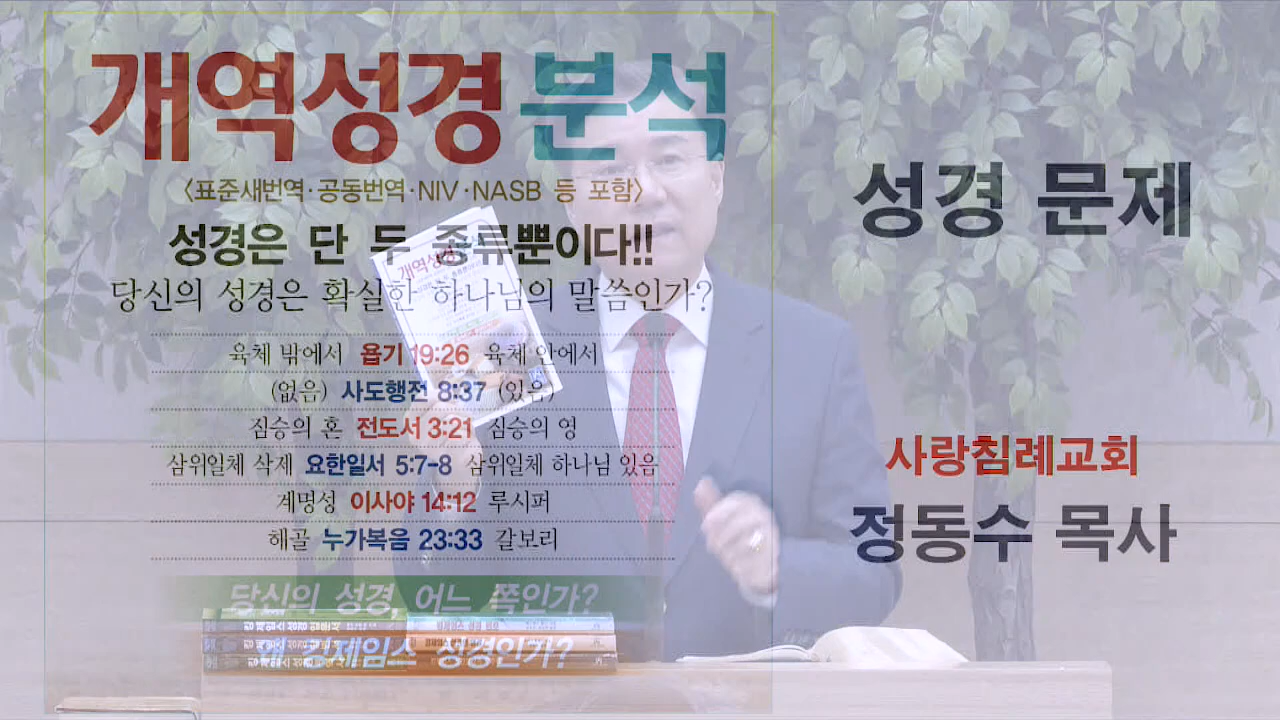 개역성경 분석
<표준새번역·공동번역·NIV·NASB 등 포함>
성경은 단 두 종류뿐이다!!
당신의 성경은 확실한 하나님의 말씀인가?
육체 밖에서 욥기 19:26 육체 안에서
(없음) 사도행전 8:37 (있음)
짐승의 혼 전도서 3:21 짐승의 영
삼위일체 삭제 요한일서 5:7-8 삼위일체 하나님 있음
계명성 이사야 14:12 루시퍼
해골 누가복음 23:33 갈보리
당신의 성경, 어느 쪽인가?
제임스 성경인가?
성경 문제
사랑침례교회
정동수 목사
개역성경